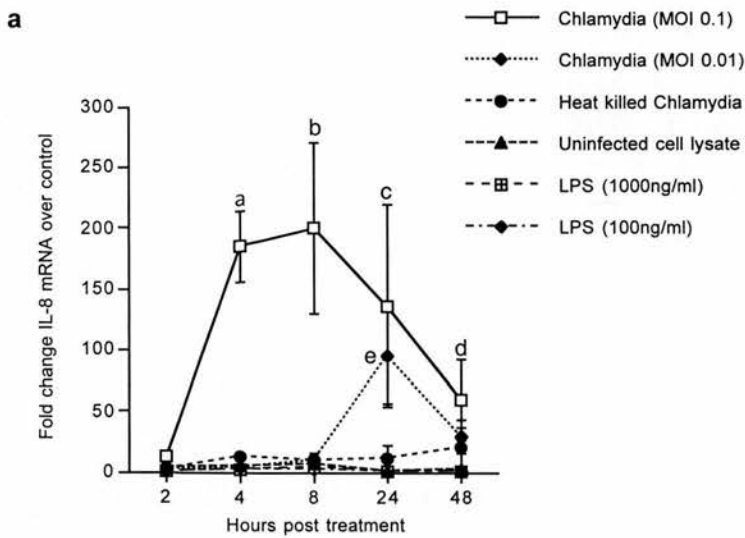 a
Chlamydia (MOI 0.1)
Chlamydia (MOI 0.01)
Heat killed Chlamydia
Uninfected cell lysate
LPS (1000ng/ml)
LPS (100ng/ml)
Fold change IL-8 mRNA over control
300
250
200
150
100
50
0
a
b
c
d
e
2 4 8 24 48
Hours post treatment